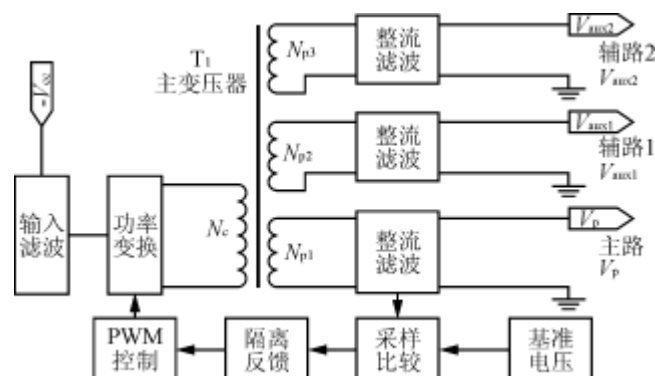 T1
主变压器
Np3
整流
滤波
Vaux2
辅路2
Vaux2
Np2
整流
滤波
Vaux1
辅路1
Vaux1
输入
滤波
功率
变换
Nc
Np1
整流
滤波
Vp
主路
Vp
PWM
控制
隔离
反馈
采样
比较
基准
电压